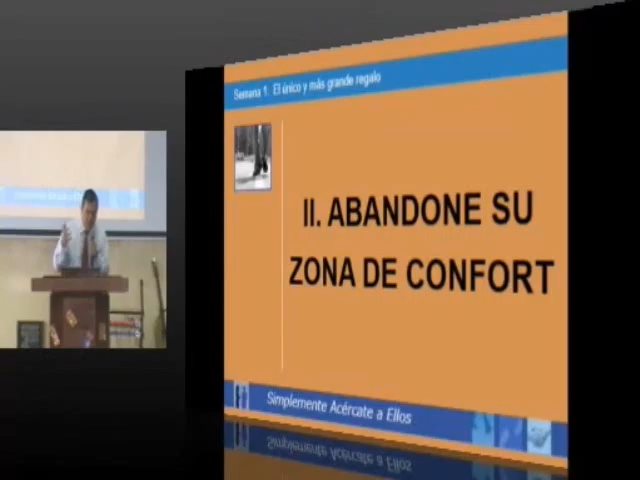 Semana 1: El único y más grande regalo
II. ABANDONE SU
ZONA DE CONFORT
Simplemente Acércate a Ellos